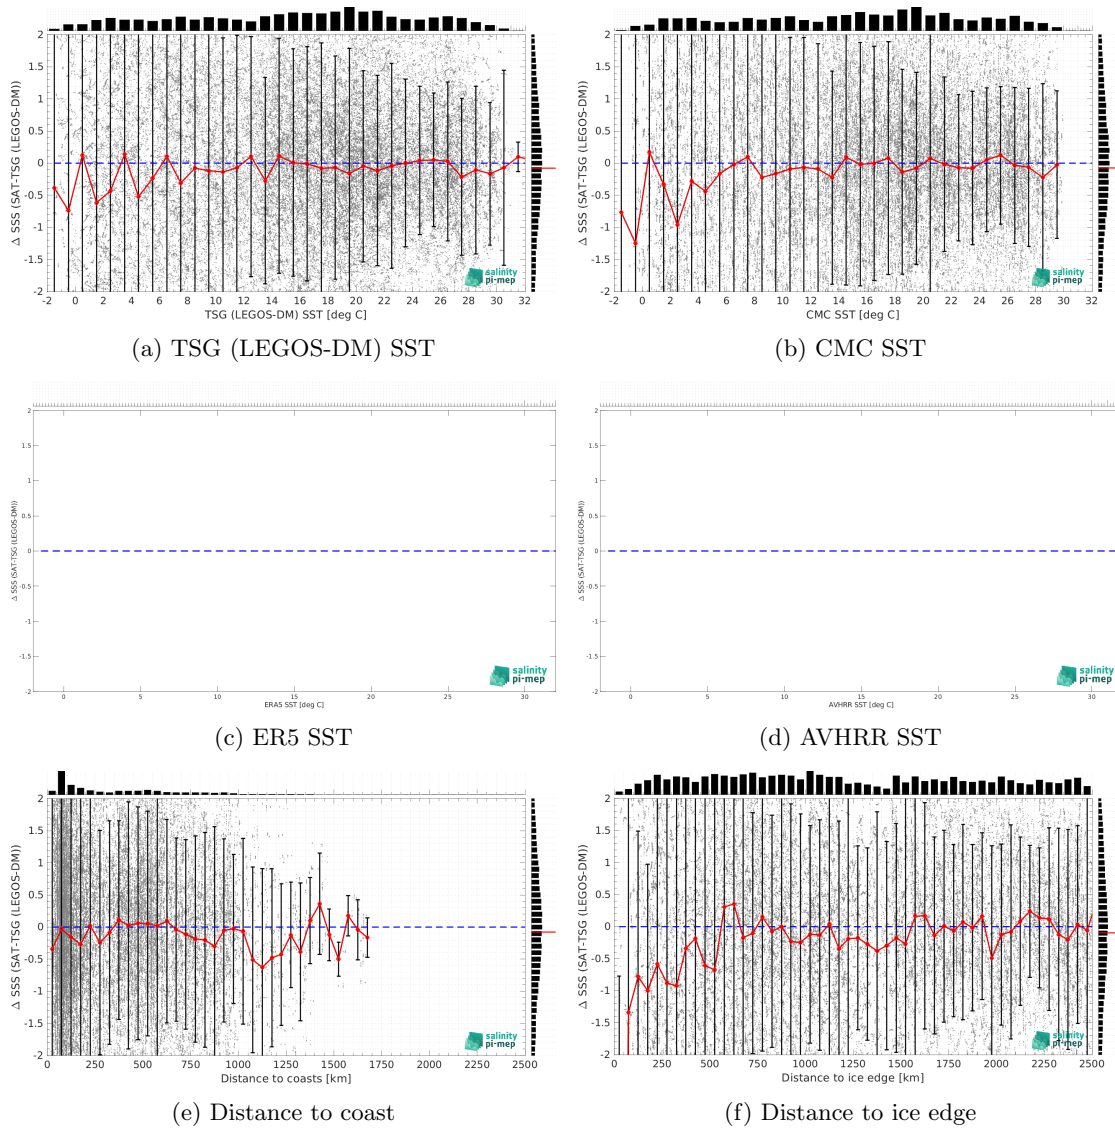 2
1.5
1
0.5
0
-0.5
-1
-1.5
-2
Δ SSS (SAT-TSG (LEGOS-DM))
-2 0 2 4 6 8 10 12 14 16 18 20 22 24 26 28 30 32
TSG (LEGOS-DM) SST [deg C]
salinity
pi-mep
(a) TSG (LEGOS-DM) SST
2
1.5
1
0.5
0
-0.5
-1
-1.5
-2
Δ SSS (SAT-TSG (LEGOS-DM))
-2 0 2 4 6 8 10 12 14 16 18 20 22 24 26 28 30 32
CMC SST [deg C]
salinity
pi-mep
(b) CMC SST
2
1.5
1
0.5
0
-0.5
-1
-1.5
-2
Δ SSS (SAT-TSG (LEGOS-DM))
0 5 10 15 20 25 30
ERA5 SST [deg C]
salinity
pi-mep
(c) ER5 SST
2
1.5
1
0.5
0
-0.5
-1
-1.5
-2
Δ SSS (SAT-TSG (LEGOS-DM))
0 5 10 15 20 25 30
AVHRR SST [deg C]
salinity
pi-mep
(d) AVHRR SST
2
1.5
1
0.5
0
-0.5
-1
-1.5
-2
Δ SSS (SAT-TSG (LEGOS-DM))
0 250 500 750 1000 1250 1500 1750 2000 2250 2500
Distance to coasts [km]
salinity
pi-mep
(e) Distance to coast
2
1.5
1
0.5
0
-0.5
-1
-1.5
-2
Δ SSS (SAT-TSG (LEGOS-DM))
0 250 500 750 1000 1250 1500 1750 2000 2250 2500
Distance to ice edge [km]
salinity
pi-mep
(f) Distance to ice edge